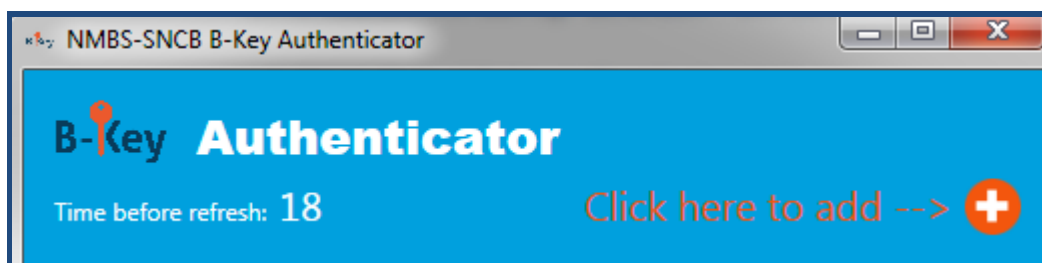 NMBS-SNCB B-Key Authenticator
B-Key Authenticator
Time before refresh: 18
Click here to add -->